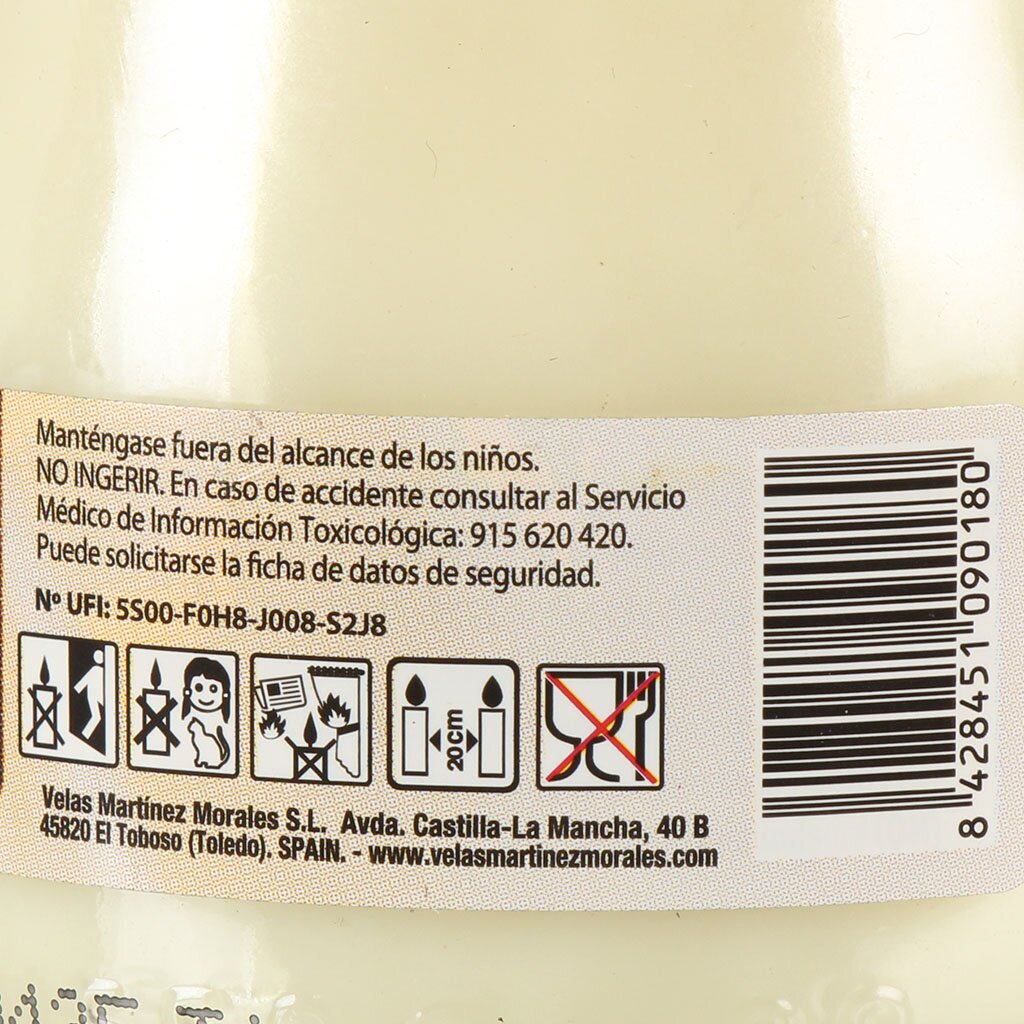 Manténgase fuera del alcance de los niños.
NO INGERIR. En caso de accidente consultar al Servicio
Médico de Información Toxicológica: 915 620 420.
Puede solicitarse la ficha de datos de seguridad.
Nº UFI: 5S00-F0H8-J008-S2J8
20 cm
Velas Martínez Morales S.L. Avda. Castilla-La Mancha, 40 B
45820 El Toboso (Toledo). SPAIN. - www.velasmartinezmorales.com
8 428451 090180